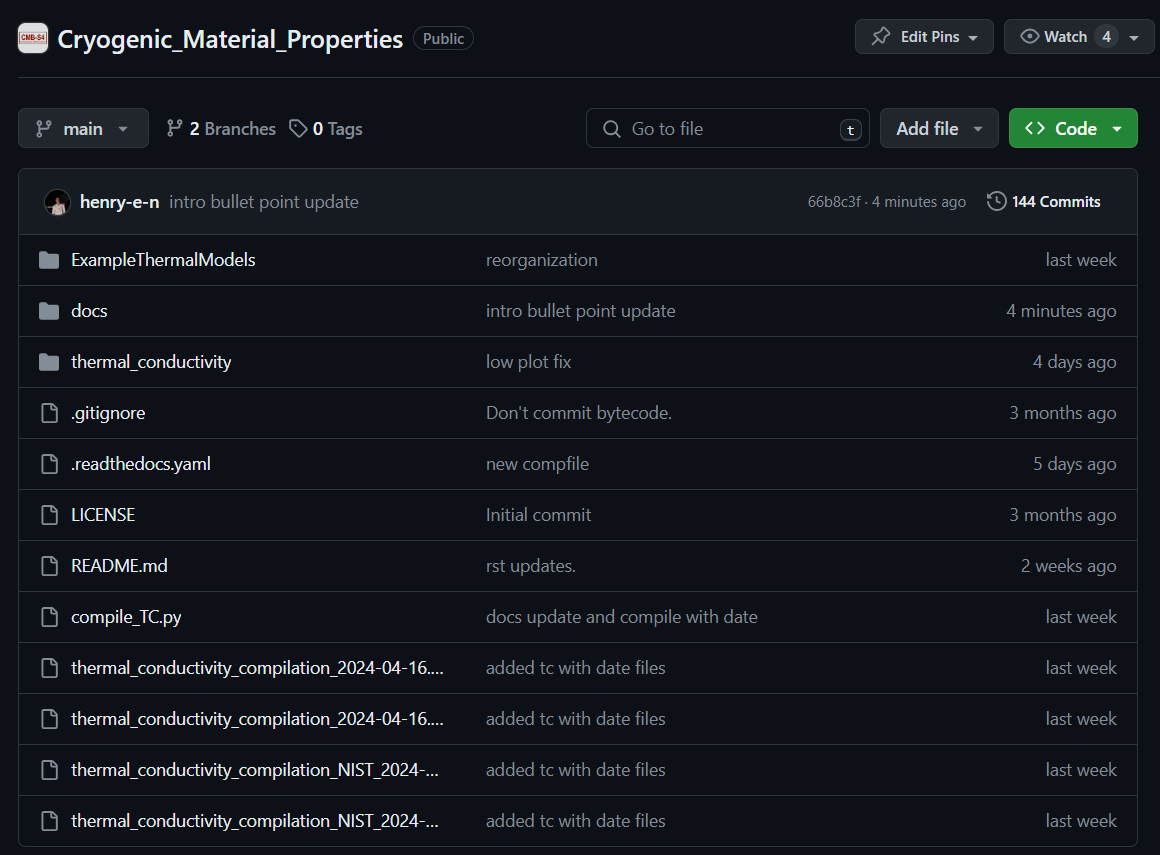 CMB-S4 Cryogenic_Material_Properties Public Edit Pins Watch 4
main 2 Branches 0 Tags Go to file t Add file Code
henry-e-n intro bullet point update 66b8c3f · 4 minutes ago 144 Commits
ExampleThermalModels reorganization last week
docs intro bullet point update 4 minutes ago
thermal_conductivity low plot fix 4 days ago
.gitignore Don't commit bytecode. 3 months ago
.readthedocs.yaml new compfile 5 days ago
LICENSE Initial commit 3 months ago
README.md rst updates. 2 weeks ago
compile_TC.py docs update and compile with date last week
thermal_conductivity_compilation_2024-04-16.... added tc with date files last week
thermal_conductivity_compilation_2024-04-16.... added tc with date files last week
thermal_conductivity_compilation_NIST_2024-... added tc with date files last week
thermal_conductivity_compilation_NIST_2024-... added tc with date files last week